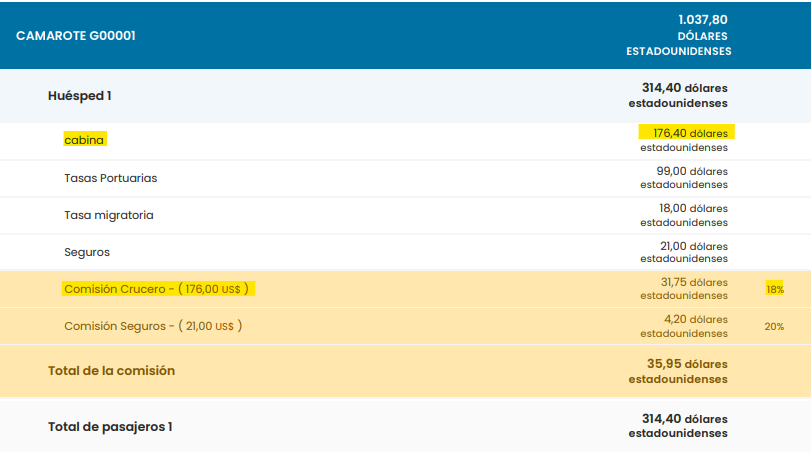 CAMAROTE G00001
1.037,80
DÓLARES
ESTADOUNIDENSES
Huésped 1
314,40 dólares
estadounidenses
cabina
176,40 dólares
estadounidenses
Tasas Portuarias
99,00 dólares
estadounidenses
Tasa migratoria
18,00 dólares
estadounidenses
Seguros
21,00 dólares
estadounidenses
Comisión Crucero - ( 176,00 US$ )
31,75 dólares
estadounidenses
18%
Comisión Seguros - ( 21,00 US$ )
4,20 dólares
estadounidenses
20%
Total de la comisión
35,95 dólares
estadounidenses
Total de pasajeros 1
314,40 dólares
estadounidenses